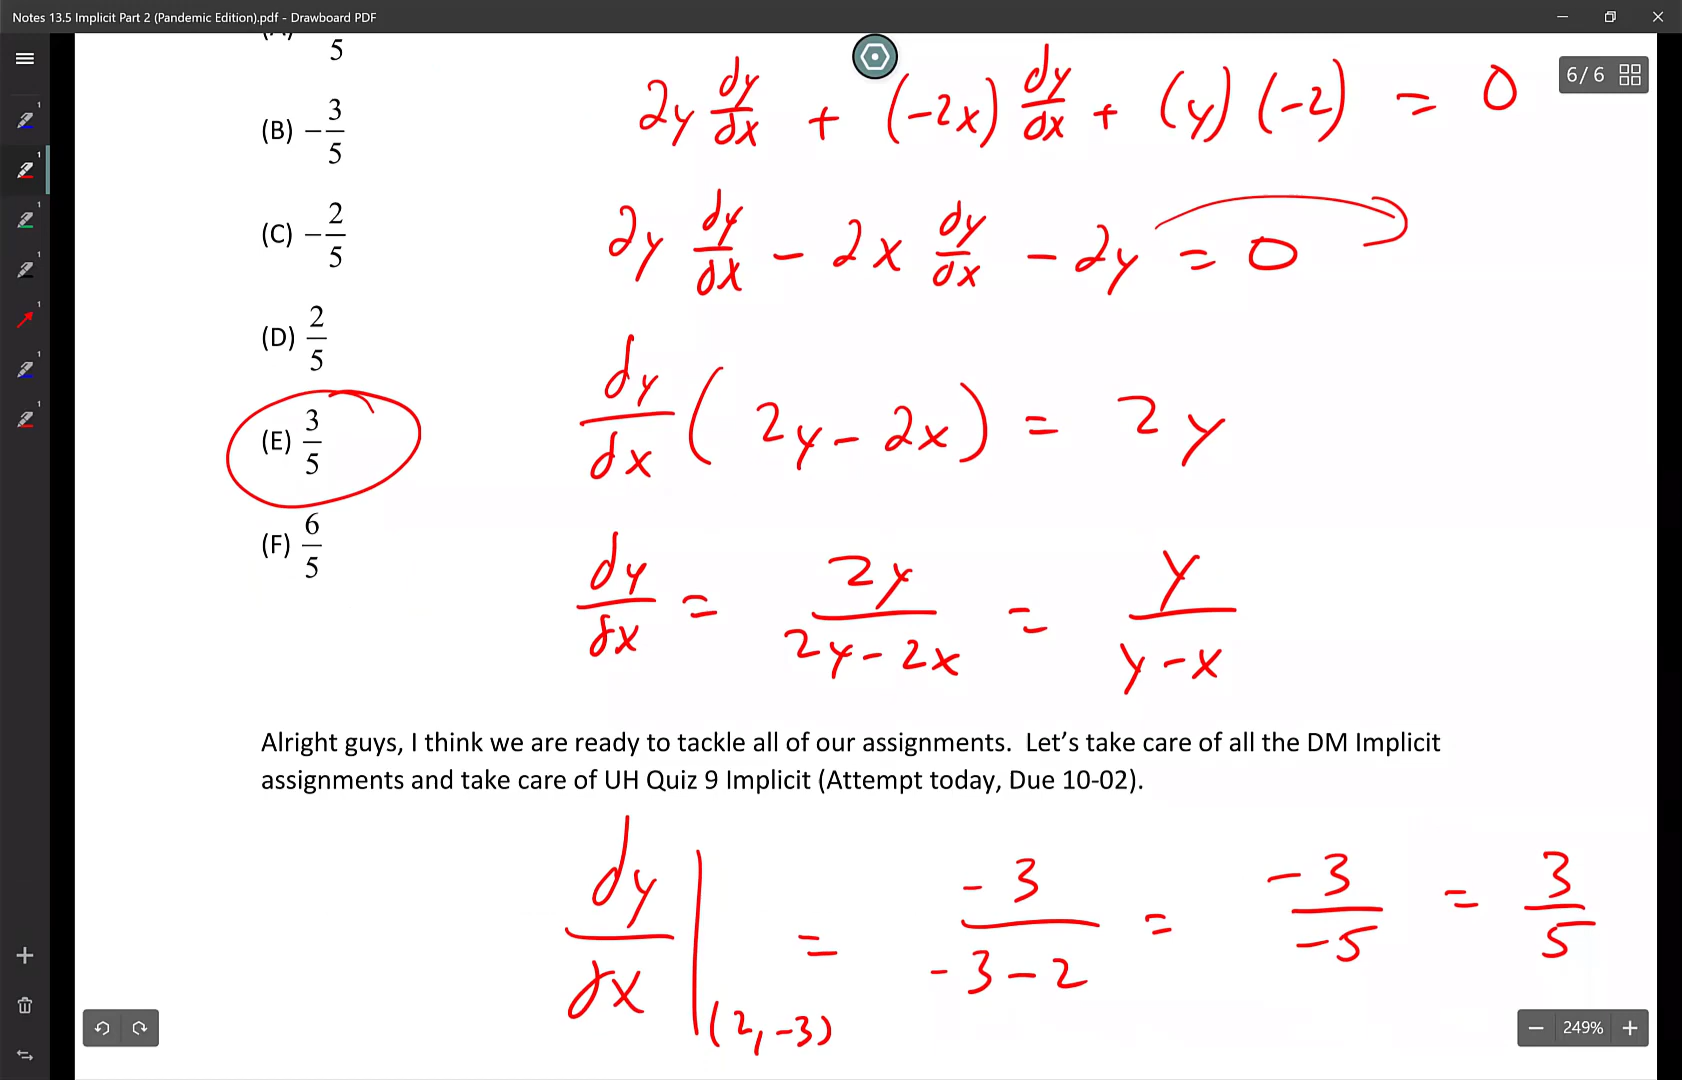 Notes 13.5 Implicit Part 2 (Pandemic Edition).pdf - Drawboard PDF
6 / 6
5
2y dy/dx + (-2x) dy/dx + (y)(-2) = 0
(B) -3/5
2y dy/dx - 2x dy/dx - 2y = 0
(C) -2/5
(D) 2/5
dy/dx (2y - 2x) = 2y
(E) 3/5
(F) 6/5
dy/dx = 2y/2y-2x = y/y-x
Alright guys, I think we are ready to tackle all of our assignments. Let’s take care of all the DM Implicit
assignments and take care of UH Quiz 9 Implicit (Attempt today, Due 10-02).
dy/dx |(2, -3) = -3/-3-2 = -3/-5 = 3/5
249%